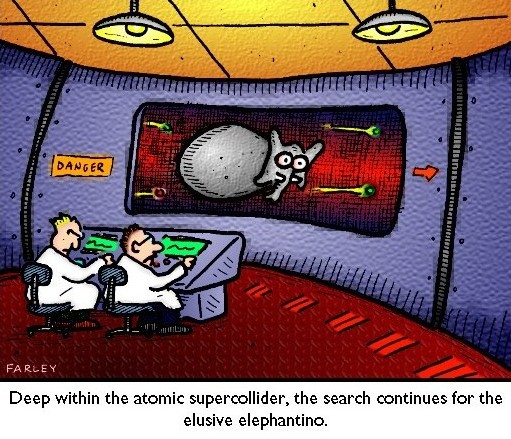 DANGER
FARLEY
Deep within the atomic supercollider, the search continues for the
elusive elephantino.